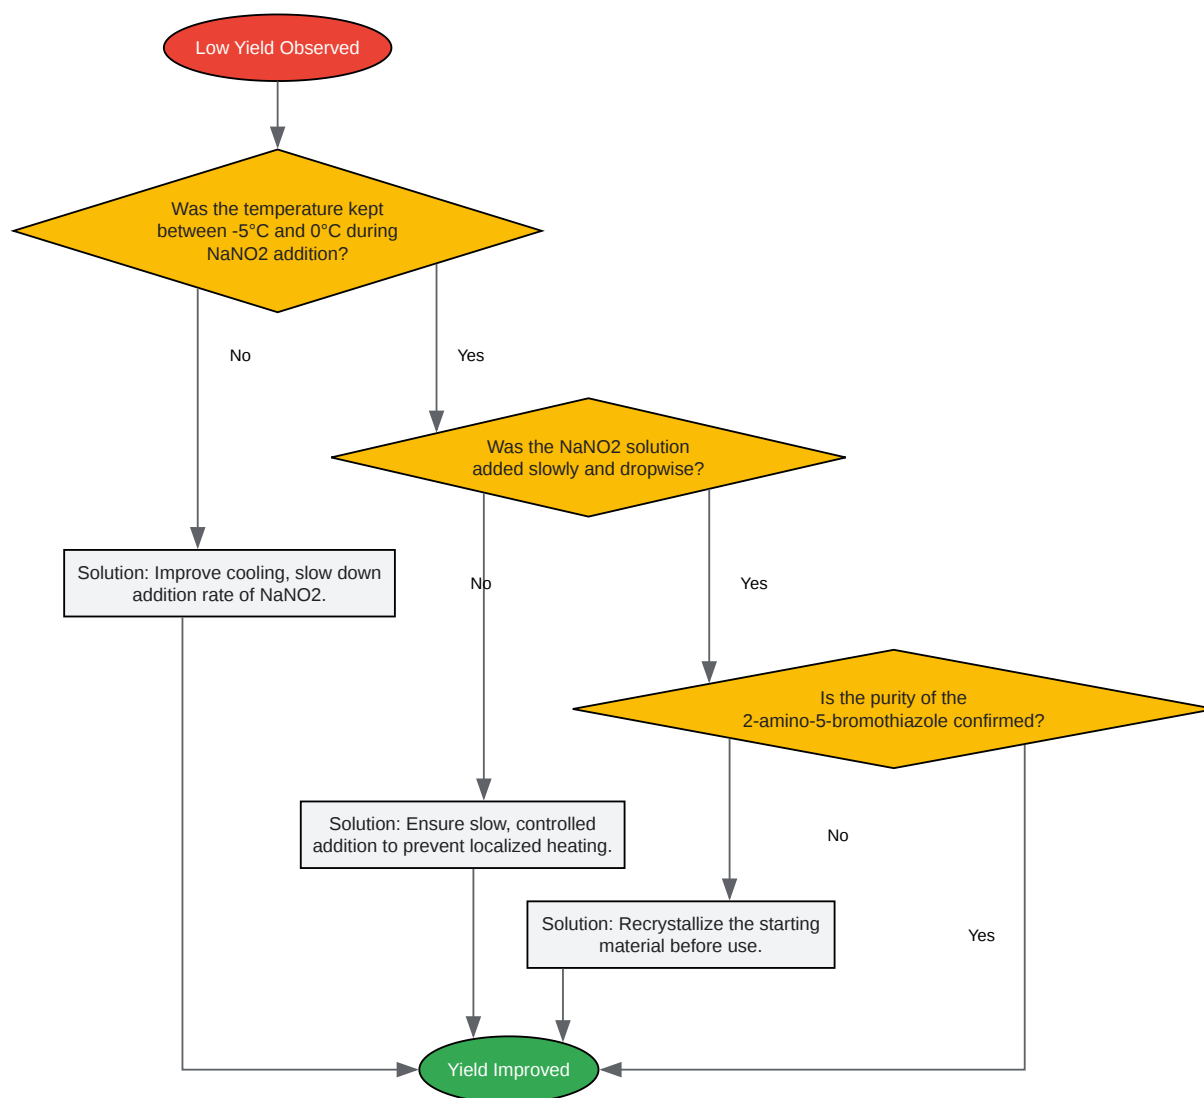 Low Yield Observed
Was the temperature kept
between -5°C and 0°C during
NaNO2 addition?
No
Yes
Was the NaNO2 solution
added slowly and dropwise?
Solution: Improve cooling, slow down
addition rate of NaNO2.
No
Yes
Is the purity of the
2-amino-5-bromothiazole confirmed?
Solution: Ensure slow, controlled
addition to prevent localized heating.
No
Solution: Recrystallize the starting
material before use.
Yes
Yield Improved